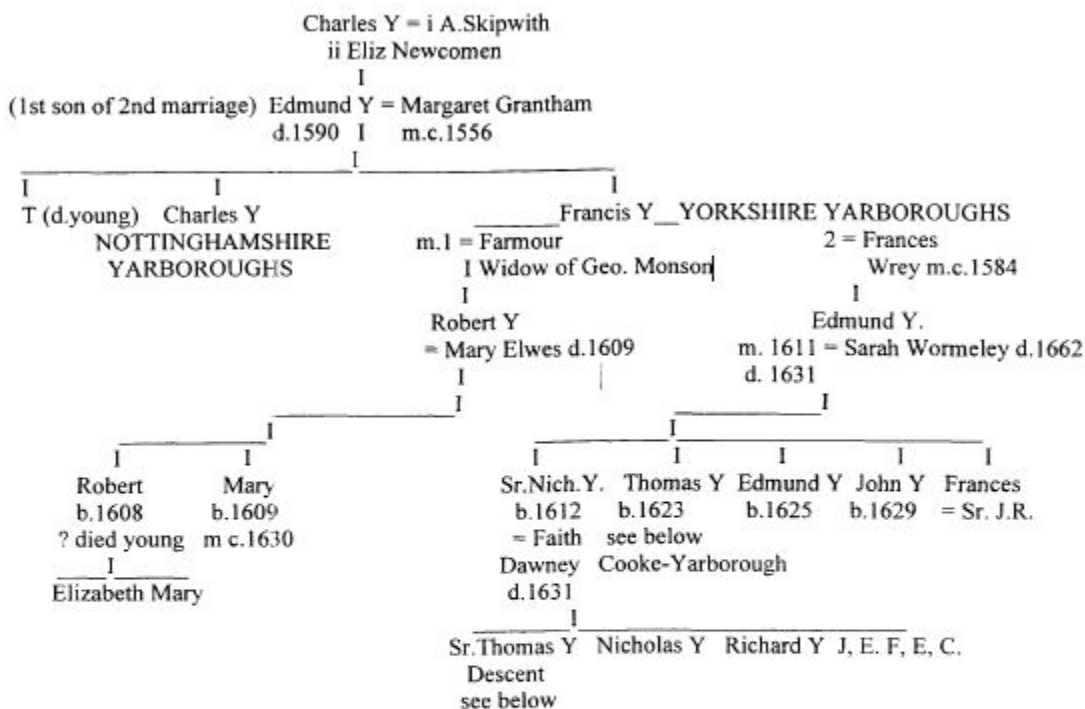 Charles Y = i A.Skipwith
ii Eliz Newcomen
I
(1st son of 2nd marriage) Edmund Y = Margaret Grantham
d.1590 I m.c.1556
I
I I I
T (d.young) Charles Y Francis Y__YORKSHIRE YARBOROUGHS
NOTTINGHAMSHIRE m.1 = Farmour 2 = Frances
YARBOROUGHS I Widow of Geo. Monson Wrey m.c.1584
I I
Robert Y Edmund Y.
= Mary Elwes d.1609 m. 1611 = Sarah Wormeley d.1662
I d. 1631
I I
I I
I I I I I I I
Robert Mary Sr.Nich.Y. Thomas Y Edmund Y John Y Frances
b.1608 b.1609 b.1612 b.1623 b.1625 b.1629 = Sr. J.R.
? died young m c.1630 = Faith see below
I Dawney Cooke-Yarborough
Elizabeth Mary d.1631
I
Sr.Thomas Y Nicholas Y Richard Y J, E. F, E, C.
Descent
see below